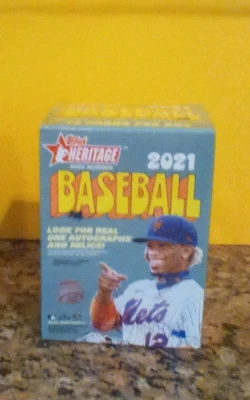 Topps
HERITAGE
HIGH NUMBER
2021
BASEBALL
LOOK FOR REAL
ONE AUTOGRAPHS
AND RELICS!
Mets
12